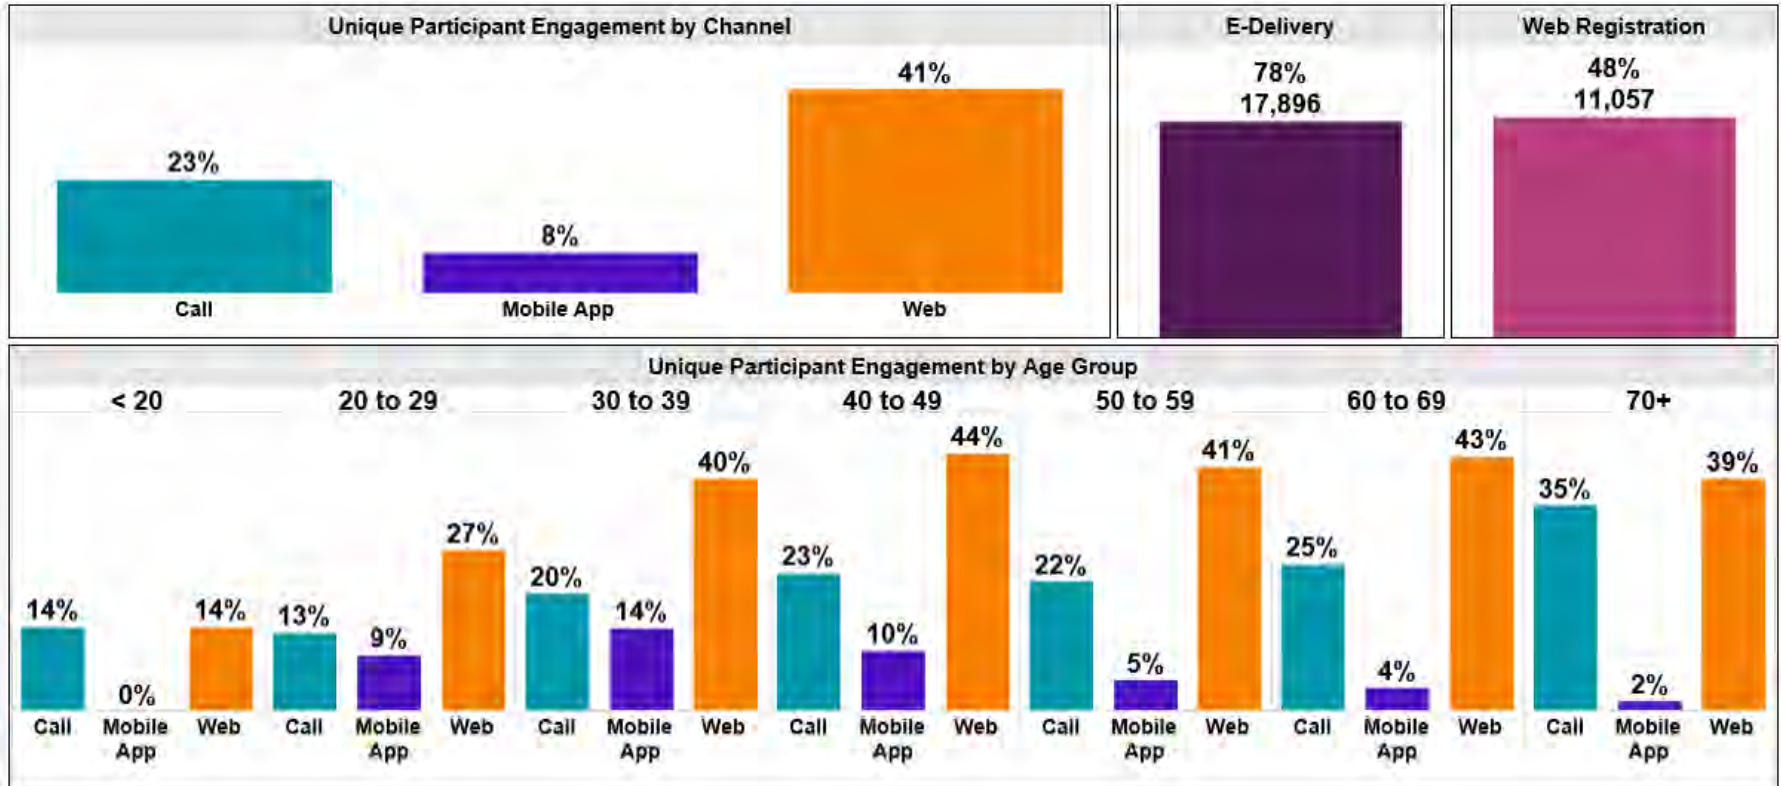 Unique Participant Engagement by Channel
41%
23%
8%
Call Mobile App Web
E-Delivery
78%
17,896
Web Registration
48%
11,057
Unique Participant Engagement by Age Group
< 20 20 to 29 30 to 39 40 to 49 50 to 59 60 to 69 70+
14% 0% 14% 13% 9% 27% 20% 14% 40% 23% 10% 44% 22% 5% 41% 25% 4% 43% 35% 2% 39%
Call Mobile Web Call Mobile Web Call Mobile Web Call Mobile Web Call Mobile Web Call Mobile Web Call Mobile Web
App App App App App App App